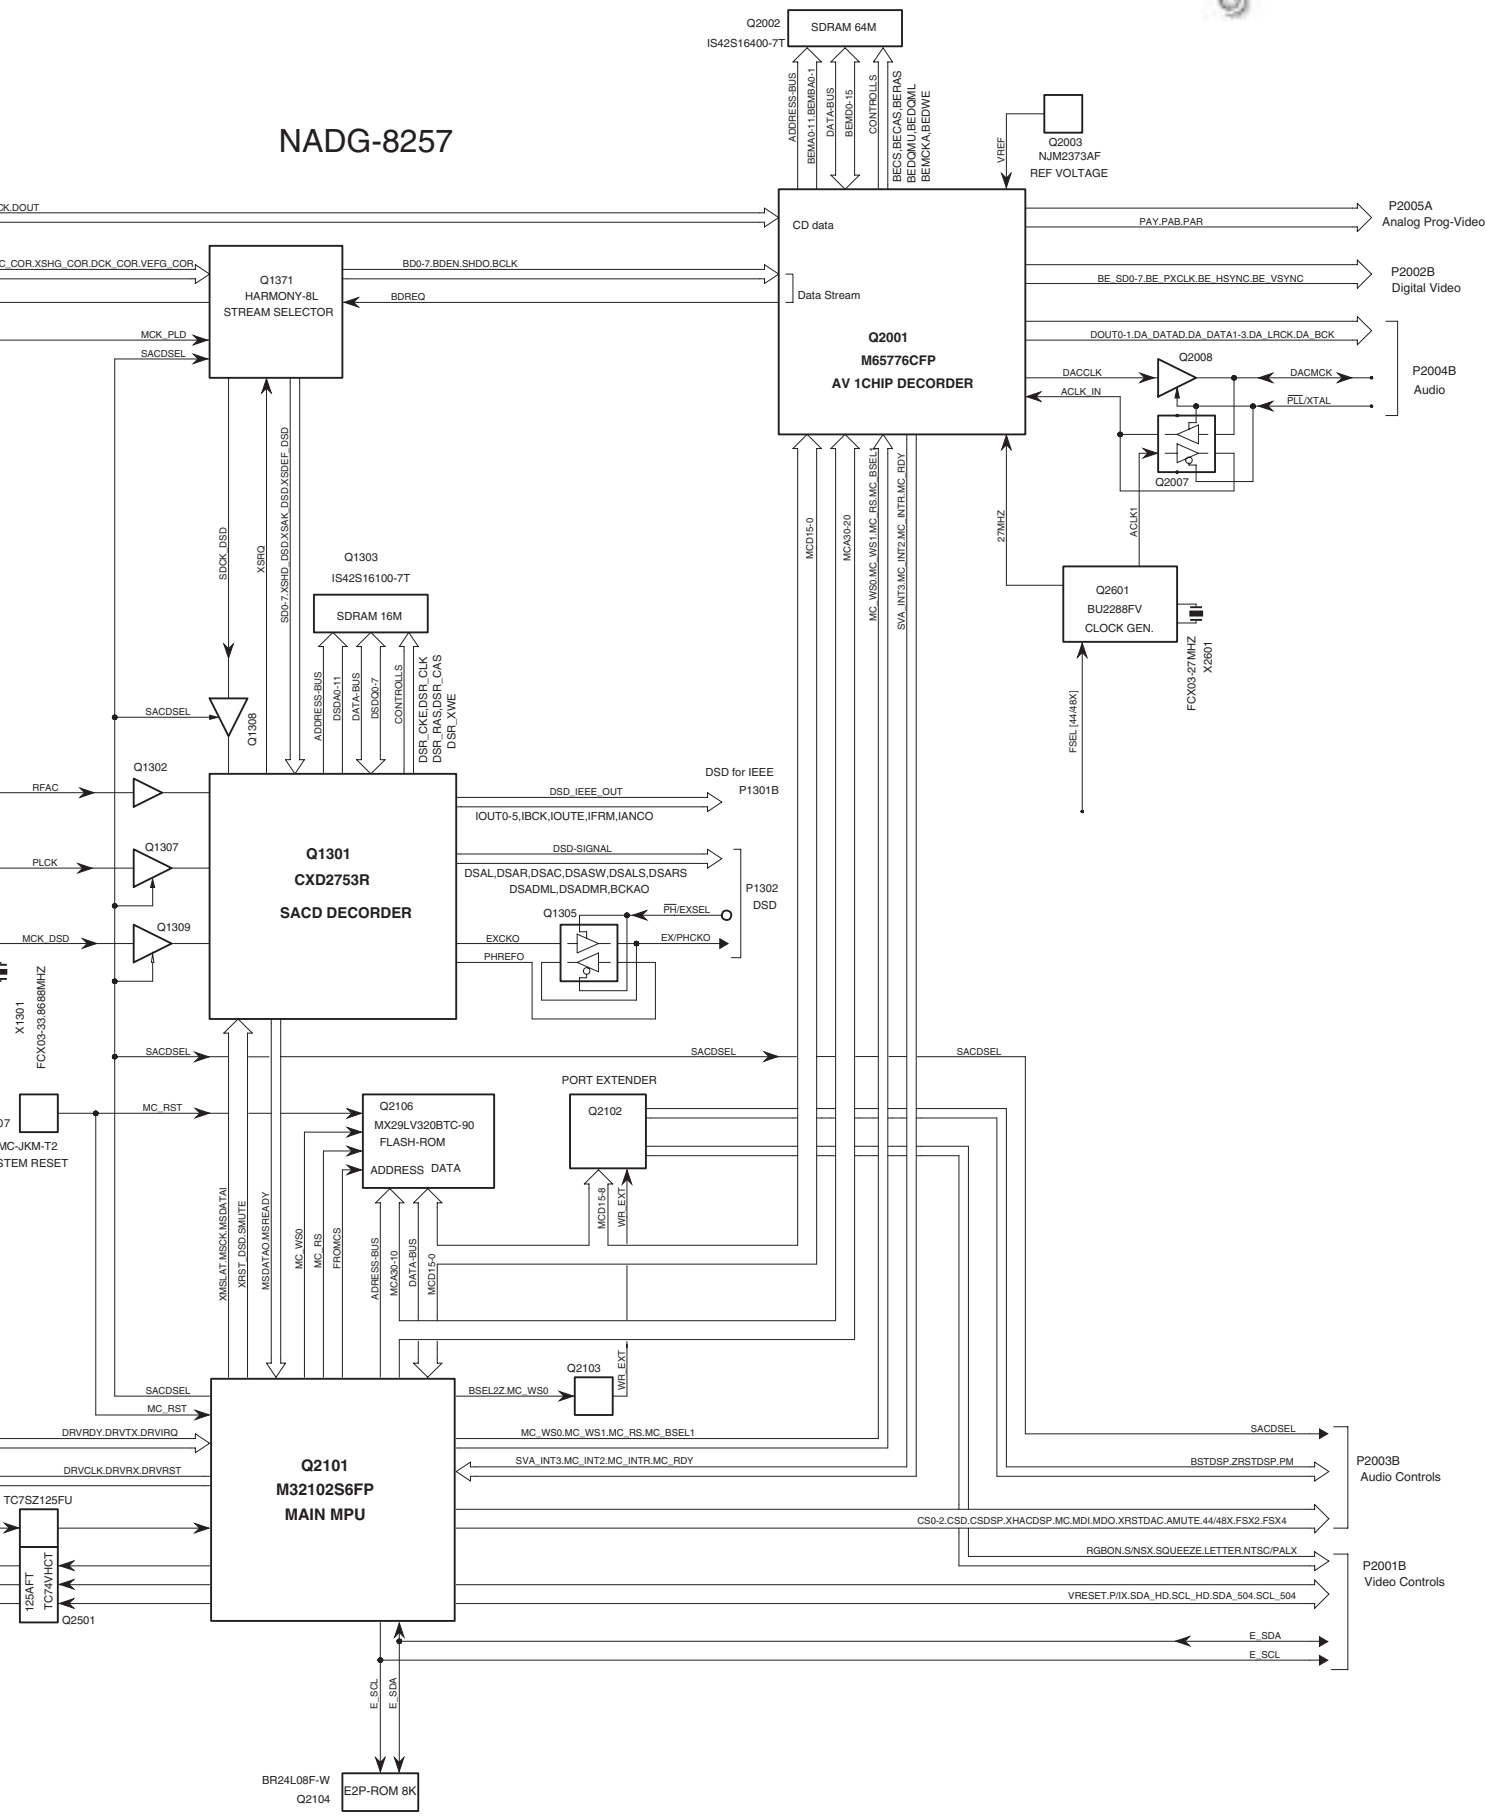 Q2002
IS42S16400-7T
SDRAM 64M
ADDRESS-BUS
BEMA0-11.BEMBA0-1
DATA-BUS
BEMD0-15
CONTROLLS
BECS,BECAS,BERAS
BEDQMU,BEDQML
BEMCKA,BEDWE
VREF
Q2003
NJM2373AF
REF VOLTAGE
NADG-8257
CK.DOUT
CD data
PAY.PAB.PAR
P2005A
Analog Prog-Video
C_COR.XSHG_COR.DCK_COR.VEFG_COR
Q1371
HARMONY-8L
STREAM SELECTOR
BD0-7.BDEN.SHDO.BCLK
BDREQ
Data Stream
BE_SD0-7.BE_PXCLK.BE_HSYNC.BE_VSYNC
P2002B
Digital Video
MCK_PLD
SACDSEL
Q2001
M65776CFP
AV 1CHIP DECORDER
DOUT0-1.DA_DATAD.DA_DATA1-3.DA_LRCK.DA_BCK
Q2008
DACCLK
DACMCK
ACLK_IN
PLL/XTAL
P2004B
Audio
Q2007
SDCK_DSD
XSRQ
SD0-7.XSHD_DSD.XSAK_DSD.XSDEF_DSD
MCD15-0
MCA30-20
MC_WS0.MC_WS1.MC_RS.MC_BSEL1
SVA_INT3.MC_INT2.MC_INTR.MC_RDY
27MHZ
ACLK1
Q1303
IS42S16100-7T
SDRAM 16M
Q2601
BU2288FV
CLOCK GEN.
FCX03-27MHZ
X2601
FSEL [44/48X]
ADDRESS-BUS
DSDA0-11
DATA-BUS
DSDQ0-7
CONTROLLS
DSR_CKE,DSR_CLK
DSR_RAS,DSR_CAS
DSR_XWE
SACDSEL
Q1308
Q1302
RFAC
DSD for IEEE
P1301B
DSD_IEEE_OUT
IOUT0-5,IBCK,IOUTE,IFRM,IANCO
Q1307
PLCK
Q1301
CXD2753R
SACD DECORDER
DSD-SIGNAL
DSAL,DSAR,DSAC,DSASW,DSALS,DSARS
DSADML,DSADMR,BCKAO
P1302
DSD
Q1309
MCK_DSD
Q1305
PH/EXSEL
EXCKO
EX/PHCKO
PHREFO
X1301
FCX03-33.8688MHZ
SACDSEL
SACDSEL
SACDSEL
07
MC-JKM-T2
STEM RESET
MC_RST
Q2106
MX29LV320BTC-90
FLASH-ROM
ADDRESS DATA
PORT EXTENDER
Q2102
XMSLAT.MSCK.MSDATAI
XRST_DSD.SMUTE
MSDATAO.MSREADY
MC_WS0
MC_RS
FROMCS
ADRESS-BUS
MCA30-10
DATA-BUS
MCD15-0
MCD15-8
WR_EXT
Q2103
WR_EXT
BSEL2Z.MC_WS0
SACDSEL
MC_RST
DRVRDY.DRVTX.DRVIRQ
DRVCLK.DRVRX.DRVRST
Q2101
M32102S6FP
MAIN MPU
MC_WS0.MC_WS1.MC_RS.MC_BSEL1
SVA_INT3.MC_INT2.MC_INTR.MC_RDY
SACDSEL
BSTDSP.ZRSTDSP.PM
CS0-2.CSD.CSDSP.XHACDSP.MC.MDI.MDO.XRSTDAC.AMUTE.44/48X.FSX2.FSX4
P2003B
Audio Controls
TC7SZ125FU
125AFT
TC74VHCT
Q2501
RGBON.S/NSX.SQUEEZE.LETTER.NTSC/PALX
VRESET.P/IX.SDA_HD.SCL_HD.SDA_504.SCL_504
P2001B
Video Controls
E_SDA
E_SCL
E_SCL
E_SDA
BR24L08F-W
Q2104
E2P-ROM 8K